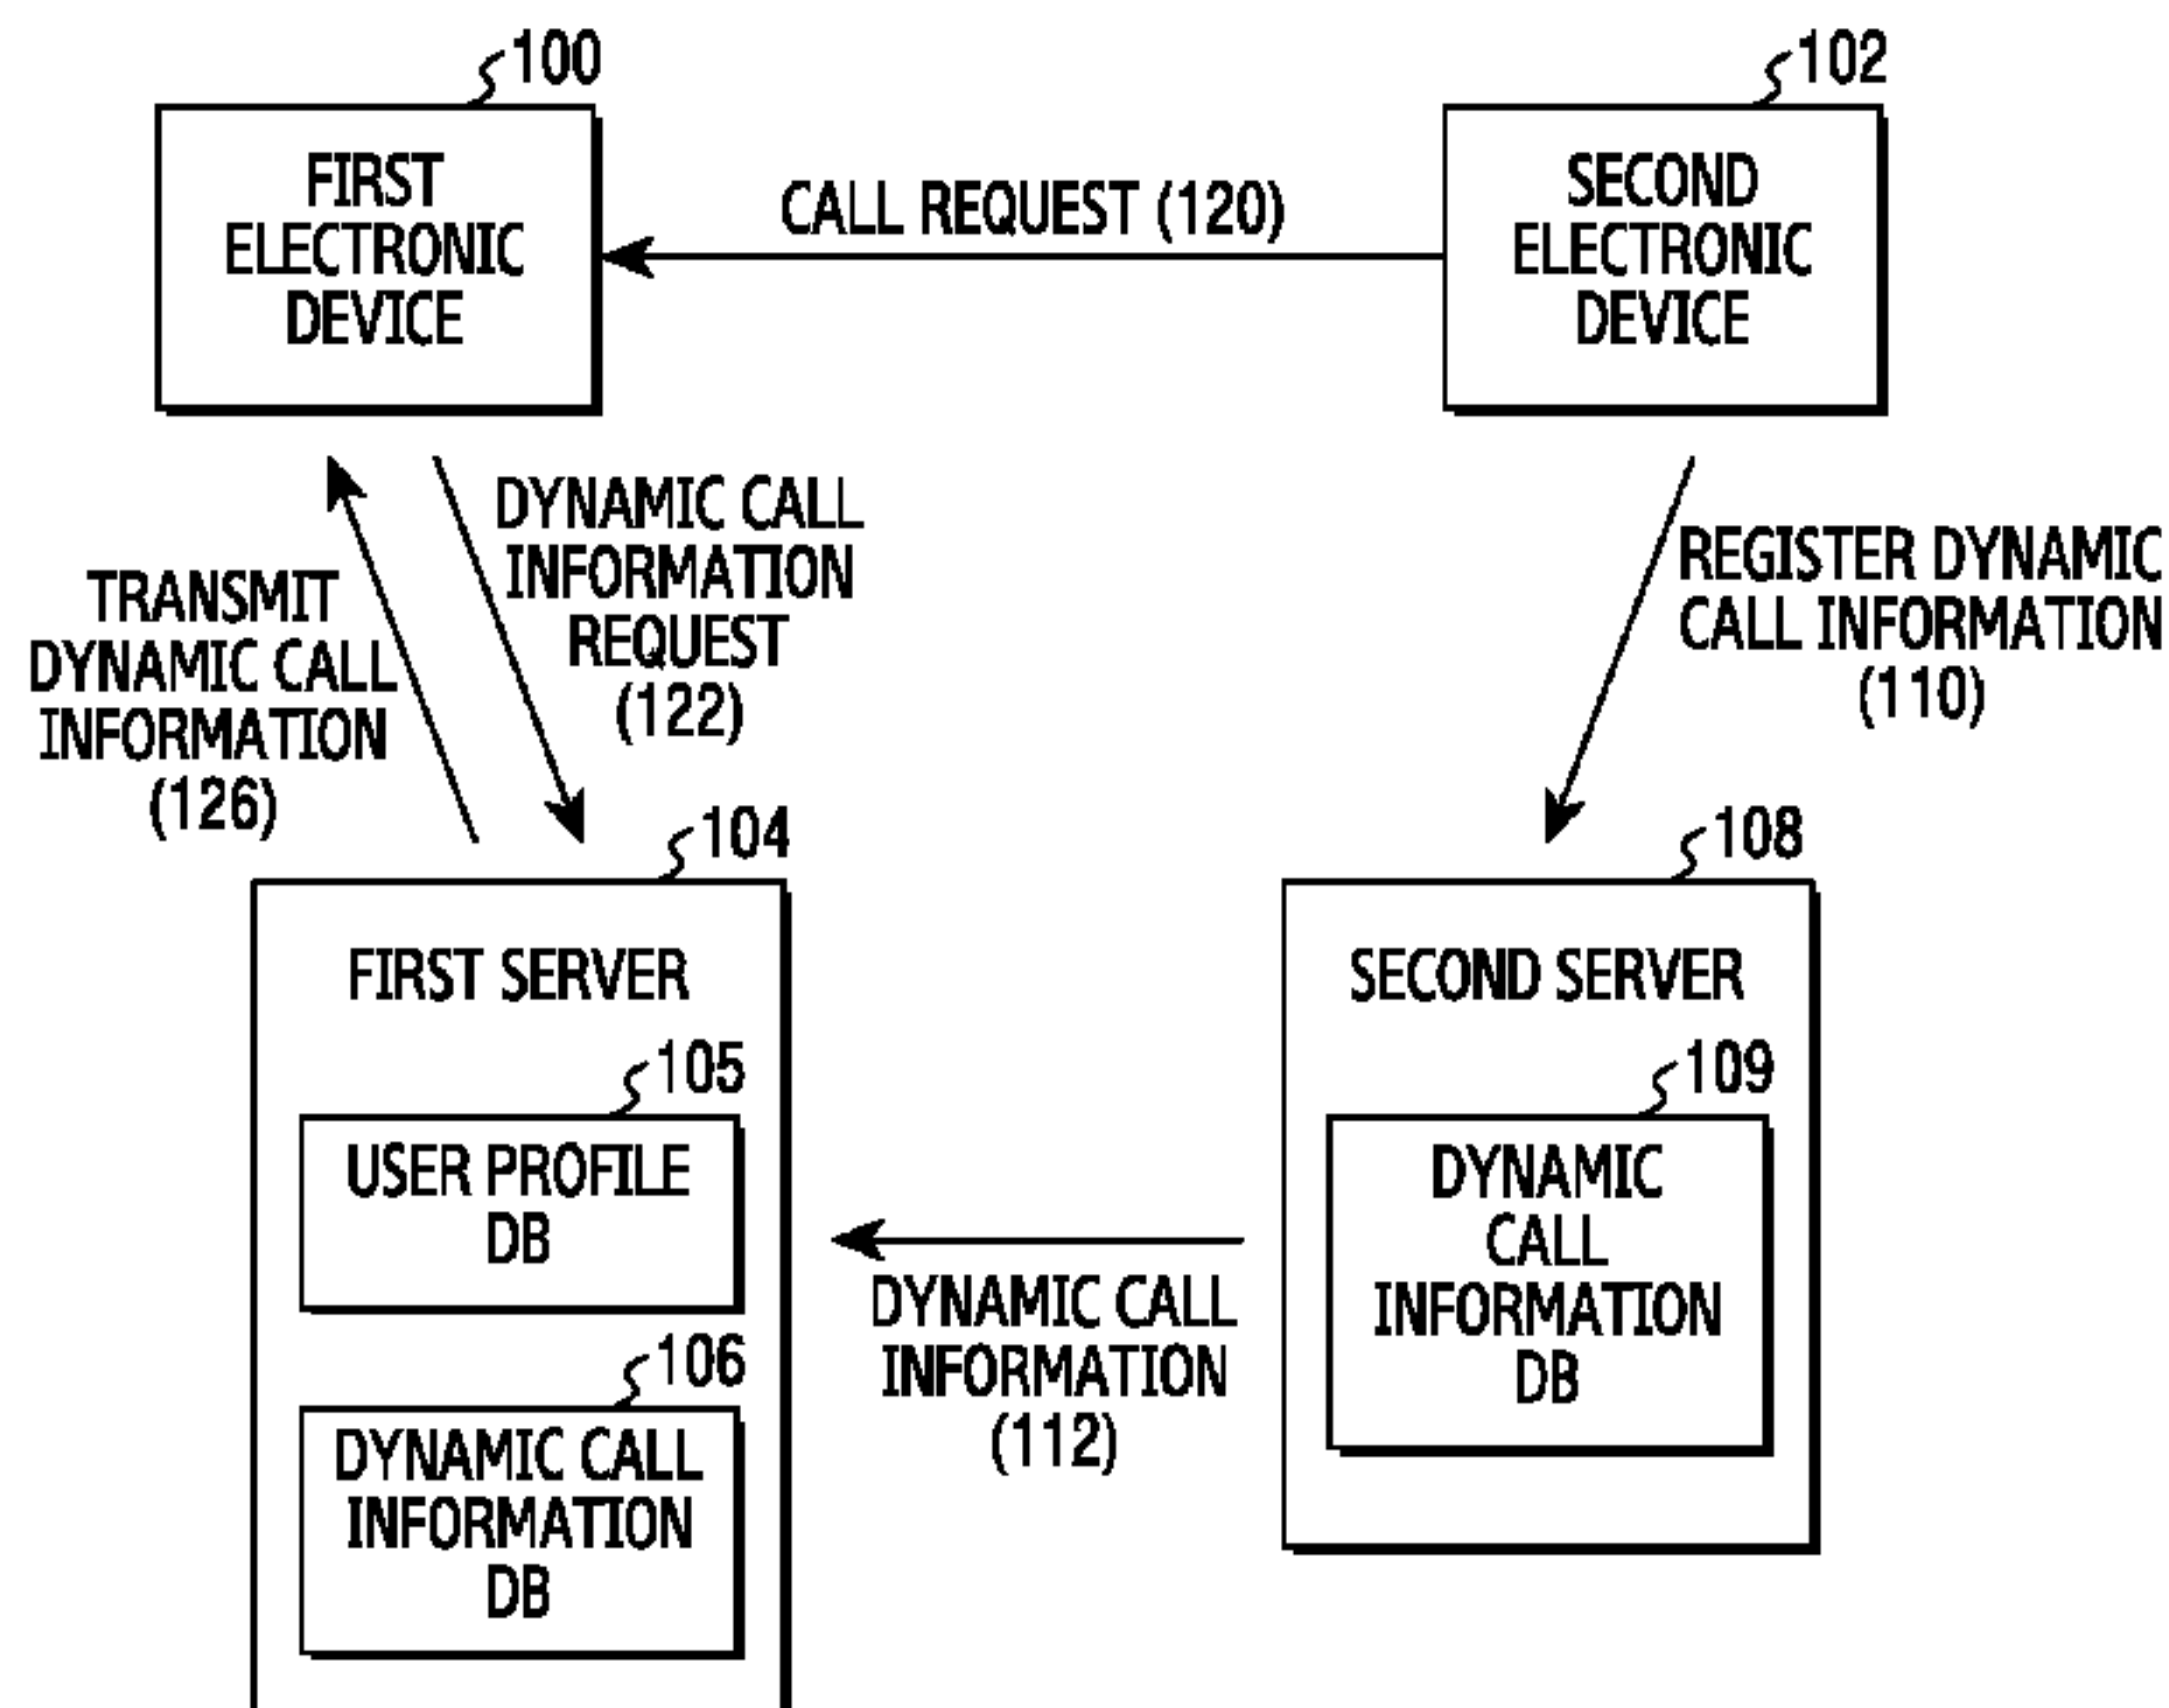 100
102
FIRST
ELECTRONIC
DEVICE
CALL REQUEST (120)
SECOND
ELECTRONIC
DEVICE
DYNAMIC CALL
INFORMATION
REQUEST
(122)
TRANSMIT
DYNAMIC CALL
INFORMATION
(126)
REGISTER DYNAMIC
CALL INFORMATION
(110)
104
108
FIRST SERVER
SECOND SERVER
105
109
USER PROFILE
DB
DYNAMIC
CALL
INFORMATION
DB
DYNAMIC CALL
INFORMATION
(112)
106
DYNAMIC CALL
INFORMATION
DB